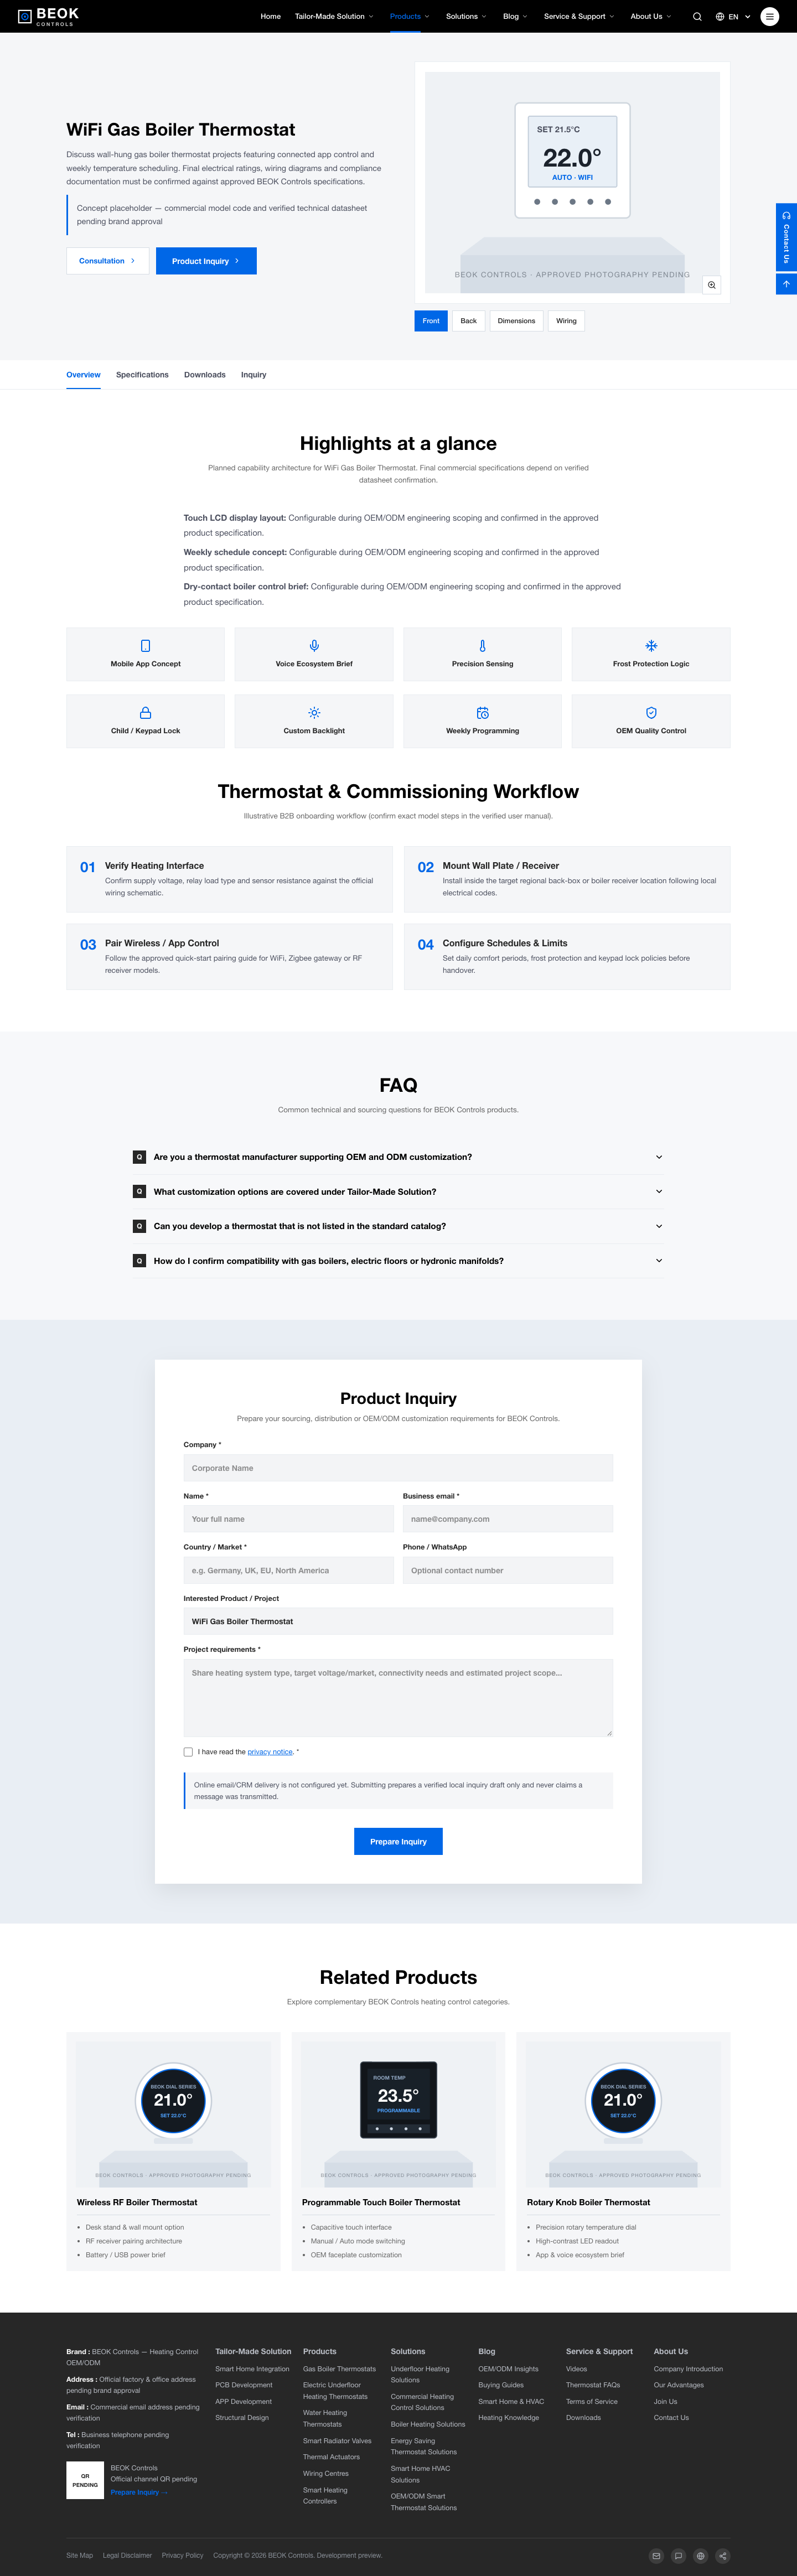 BEOK
CONTROLS
Home
Tailor-Made Solution
Products
Solutions
Blog
Service & Support
About Us
EN
WiFi Gas Boiler Thermostat
Discuss wall-hung gas boiler thermostat projects featuring connected app control and
weekly temperature scheduling. Final electrical ratings, wiring diagrams and compliance
documentation must be confirmed against approved BEOK Controls specifications.
Concept placeholder — commercial model code and verified technical datasheet
pending brand approval
Consultation
Product Inquiry
SET 21.5°C
22.0°
AUTO · WIFI
BEOK CONTROLS · APPROVED PHOTOGRAPHY PENDING
Front
Back
Dimensions
Wiring
Contact Us
Overview
Specifications
Downloads
Inquiry
Highlights at a glance
Planned capability architecture for WiFi Gas Boiler Thermostat. Final commercial specifications depend on verified
datasheet confirmation.
Touch LCD display layout: Configurable during OEM/ODM engineering scoping and confirmed in the approved
product specification.
Weekly schedule concept: Configurable during OEM/ODM engineering scoping and confirmed in the approved
product specification.
Dry-contact boiler control brief: Configurable during OEM/ODM engineering scoping and confirmed in the approved
product specification.
Mobile App Concept
Voice Ecosystem Brief
Precision Sensing
Frost Protection Logic
Child / Keypad Lock
Custom Backlight
Weekly Programming
OEM Quality Control
Thermostat & Commissioning Workflow
Illustrative B2B onboarding workflow (confirm exact model steps in the verified user manual).
01
Verify Heating Interface
Confirm supply voltage, relay load type and sensor resistance against the official
wiring schematic.
02
Mount Wall Plate / Receiver
Install inside the target regional back-box or boiler receiver location following local
electrical codes.
03
Pair Wireless / App Control
Follow the approved quick-start pairing guide for WiFi, Zigbee gateway or RF
receiver models.
04
Configure Schedules & Limits
Set daily comfort periods, frost protection and keypad lock policies before
handover.
FAQ
Common technical and sourcing questions for BEOK Controls products.
Q
Are you a thermostat manufacturer supporting OEM and ODM customization?
Q
What customization options are covered under Tailor-Made Solution?
Q
Can you develop a thermostat that is not listed in the standard catalog?
Q
How do I confirm compatibility with gas boilers, electric floors or hydronic manifolds?
Product Inquiry
Prepare your sourcing, distribution or OEM/ODM customization requirements for BEOK Controls.
Company *
Corporate Name
Name *
Business email *
Your full name
name@company.com
Country / Market *
Phone / WhatsApp
e.g. Germany, UK, EU, North America
Optional contact number
Interested Product / Project
WiFi Gas Boiler Thermostat
Project requirements *
Share heating system type, target voltage/market, connectivity needs and estimated project scope...
I have read the privacy notice. *
Online email/CRM delivery is not configured yet. Submitting prepares a verified local inquiry draft only and never claims a
message was transmitted.
Prepare Inquiry
Related Products
Explore complementary BEOK Controls heating control categories.
BEOK DIAL SERIES
21.0°
SET 22.0°C
BEOK CONTROLS · APPROVED PHOTOGRAPHY PENDING
Wireless RF Boiler Thermostat
• Desk stand & wall mount option
• RF receiver pairing architecture
• Battery / USB power brief
ROOM TEMP
23.5°
PROGRAMMABLE
BEOK CONTROLS · APPROVED PHOTOGRAPHY PENDING
Programmable Touch Boiler Thermostat
• Capacitive touch interface
• Manual / Auto mode switching
• OEM faceplate customization
BEOK DIAL SERIES
21.0°
SET 22.0°C
BEOK CONTROLS · APPROVED PHOTOGRAPHY PENDING
Rotary Knob Boiler Thermostat
• Precision rotary temperature dial
• High-contrast LED readout
• App & voice ecosystem brief
Brand : BEOK Controls — Heating Control
OEM/ODM
Address : Official factory & office address
pending brand approval
Email : Commercial email address pending
verification
Tel : Business telephone pending
verification
QR
PENDING
BEOK Controls
Official channel QR pending
Prepare Inquiry →
Tailor-Made Solution
Smart Home Integration
PCB Development
APP Development
Structural Design
Products
Gas Boiler Thermostats
Electric Underfloor
Heating Thermostats
Water Heating
Thermostats
Smart Radiator Valves
Thermal Actuators
Wiring Centres
Smart Heating
Controllers
Solutions
Underfloor Heating
Solutions
Commercial Heating
Control Solutions
Boiler Heating Solutions
Energy Saving
Thermostat Solutions
Smart Home HVAC
Solutions
OEM/ODM Smart
Thermostat Solutions
Blog
OEM/ODM Insights
Buying Guides
Smart Home & HVAC
Heating Knowledge
Service & Support
Videos
Thermostat FAQs
Terms of Service
Downloads
About Us
Company Introduction
Our Advantages
Join Us
Contact Us
Site Map
Legal Disclaimer
Privacy Policy
Copyright © 2026 BEOK Controls. Development preview.